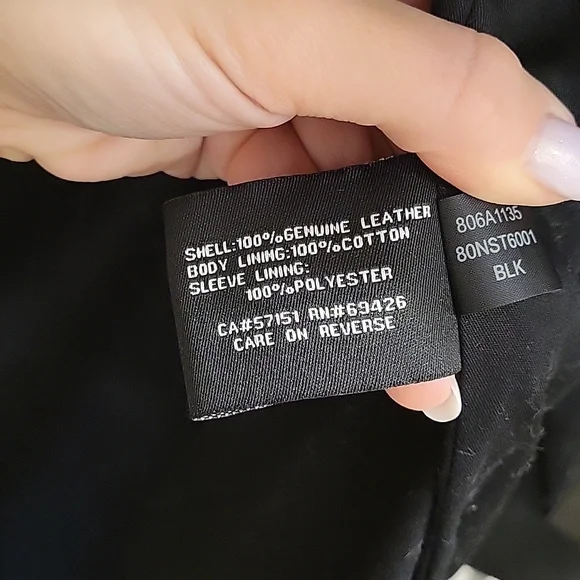 SHELL:100%GENUINE LEATHER
BODY LINING:100%COTTON
SLEEVE LINING:
100%POLYESTER
CA#57151 RN#69426
CARE ON REVERSE
806A1135
80NST6001
BLK